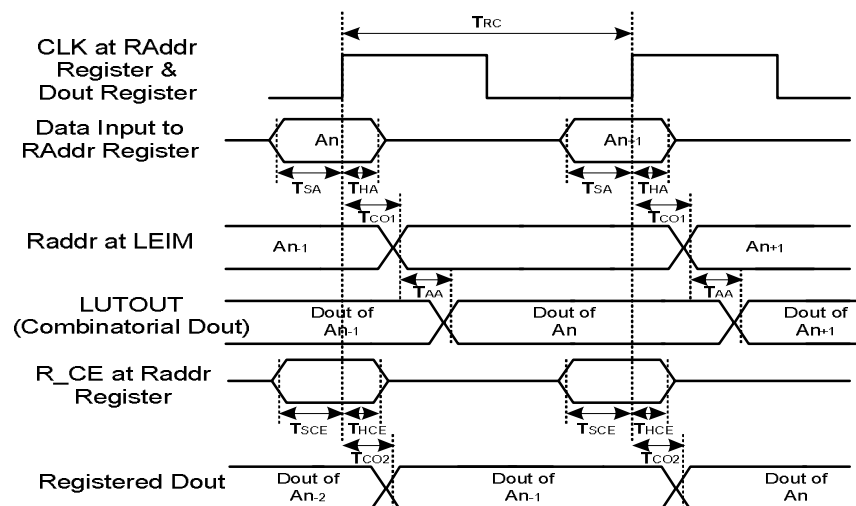 TRC
CLK at RAddr
Register &
Dout Register
Data Input to
RAddr Register
An
An+1
TSA
THA
TSA
THA
TCO1
TCO1
Raddr at LEIM
An-1
An+1
TAA
TAA
LUTOUT
(Combinatorial Dout)
Dout of
An-1
Dout of
An
Dout of
An+1
R_CE at Raddr
Register
TSCE
THCE
TSCE
THCE
TCO2
TCO2
Registered Dout
Dout of
An-2
Dout of
An-1
Dout of
An